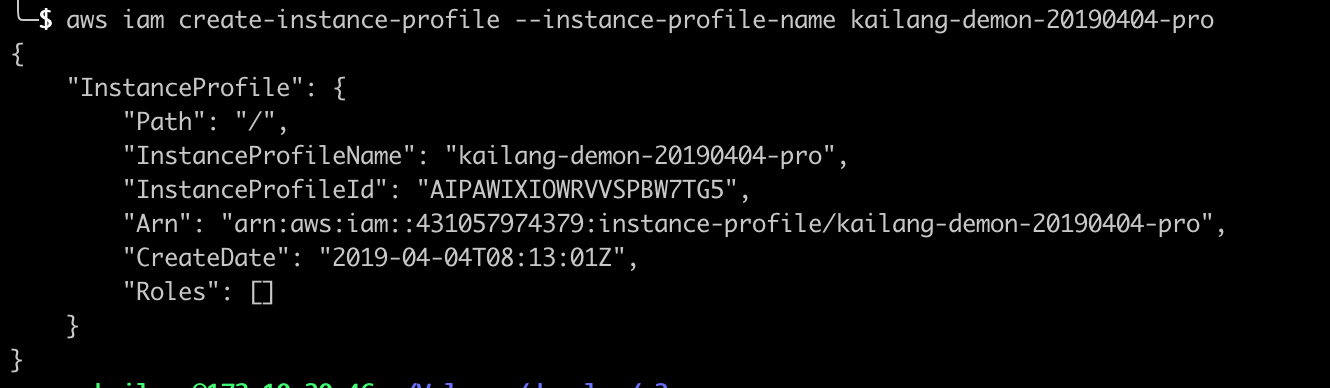 $ aws iam create-instance-profile --instance-profile-name kailang-demon-20190404-pro
{
    "InstanceProfile": {
        "Path": "/",
        "InstanceProfileName": "kailang-demon-20190404-pro",
        "InstanceProfileId": "AIPAWIXIOWRVVSPBW7TG5",
        "Arn": "arn:aws:iam::431057974379:instance-profile/kailang-demon-20190404-pro",
        "CreateDate": "2019-04-04T08:13:01Z",
        "Roles": []
    }
}